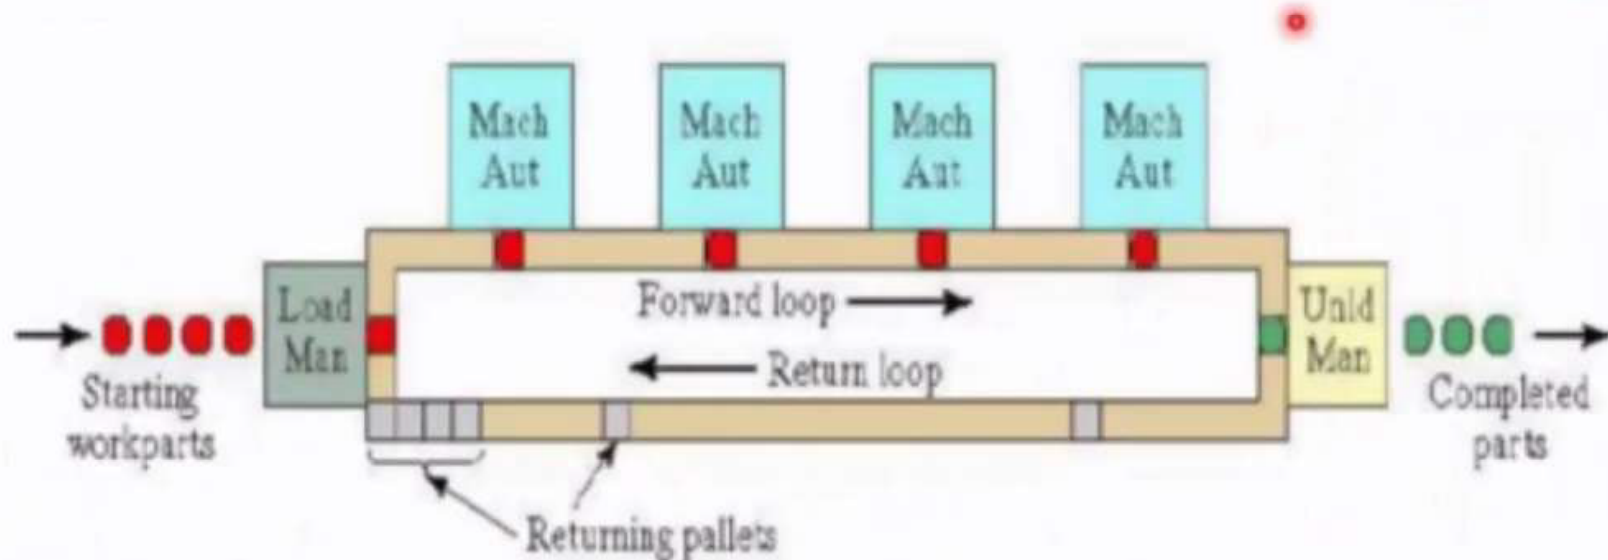 Mach
Aut
Mach
Aut
Mach
Aut
Mach
Aut
Load
Man
Forward loop
Return loop
Unld
Man
Starting
workparts
Completed
parts
Returning pallets